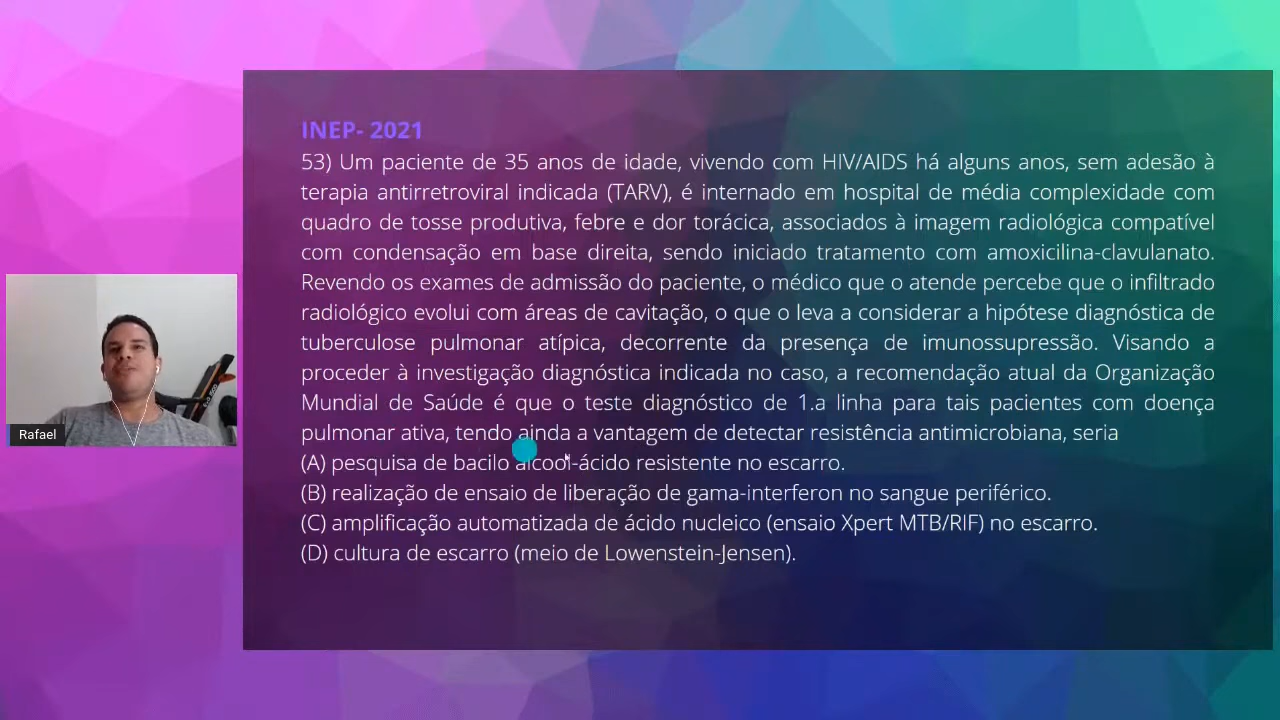 INEP- 2021
53) Um paciente de 35 anos de idade, vivendo com HIV/AIDS há alguns anos, sem adesão à
terapia antirretroviral indicada (TARV), é internado em hospital de média complexidade com
quadro de tosse produtiva, febre e dor torácica, associados à imagem radiológica compatível
com condensação em base direita, sendo iniciado tratamento com amoxicilina-clavulanato.
Revendo os exames de admissão do paciente, o médico que o atende percebe que o infiltrado
radiológico evolui com áreas de cavitação, o que o leva a considerar a hipótese diagnóstica de
tuberculose pulmonar atípica, decorrente da presença de imunossupressão. Visando a
proceder à investigação diagnóstica indicada no caso, a recomendação atual da Organização
Mundial de Saúde é que o teste diagnóstico de 1.a linha para tais pacientes com doença
pulmonar ativa, tendo ainda a vantagem de detectar resistência antimicrobiana, seria
(A) pesquisa de bacilo álcool-ácido resistente no escarro.
(B) realização de ensaio de liberação de gama-interferon no sangue periférico.
(C) amplificação automatizada de ácido nucleico (ensaio Xpert MTB/RIF) no escarro.
(D) cultura de escarro (meio de Lowenstein-Jensen).
Rafael